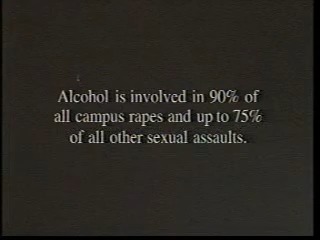 Alcohol is involved in 90% of
all campus rapes and up to 75%
of all other sexual assaults.